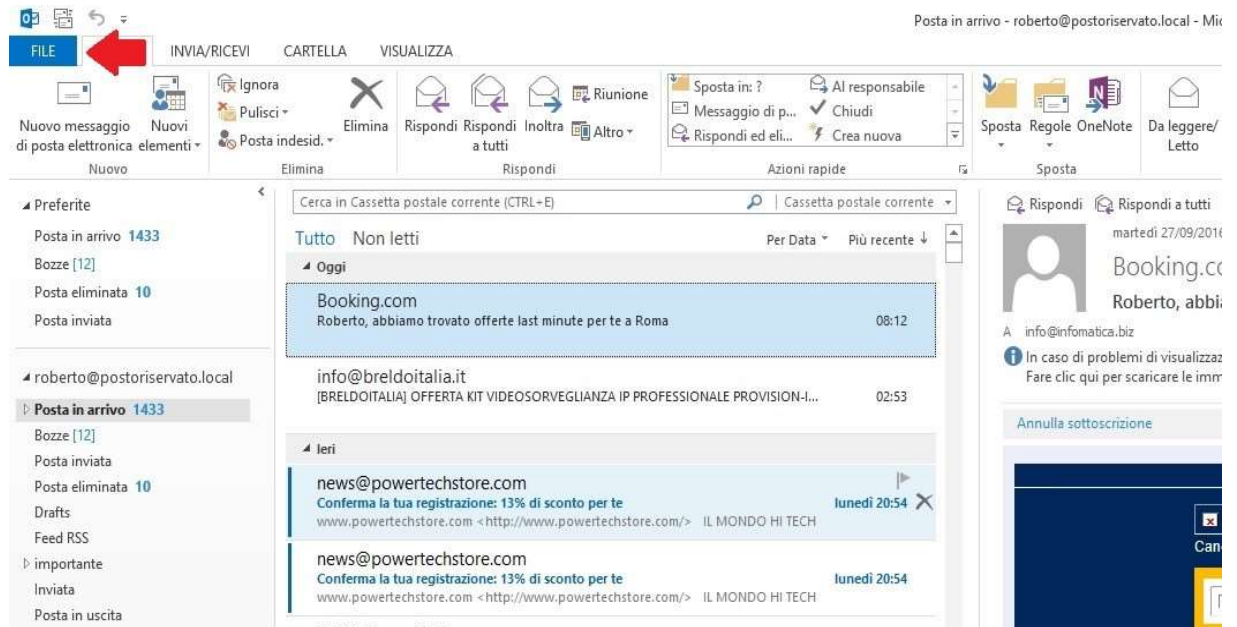 Posta in arrivo - roberto@postoriservato.local - Mic
FILE INVIA/RICEVI CARTELLA VISUALIZZA
Nuovo messaggio di posta elettronica
Nuovi elementi
Nuovo
Ignora
Pulisci
Posta indesid.
Elimina
Elimina
Rispondi
Rispondi a tutti
Inoltra
Riunione
Altro
Rispondi
Sposta in: ?
Messaggio di p...
Rispondi ed eli...
Al responsabile
Chiudi
Crea nuova
Azioni rapide
Sposta
Regole
OneNote
Sposta
Da leggere/
Letto
Preferite
Posta in arrivo 1433
Bozze [12]
Posta eliminata 10
Posta inviata
roberto@postoriservato.local
Posta in arrivo 1433
Bozze [12]
Posta inviata
Posta eliminata 10
Drafts
Feed RSS
importante
Inviata
Posta in uscita
Cerca in Cassetta postale corrente (CTRL+E) Cassetta postale corrente
Tutto Non letti Per Data Più recente
Oggi
Booking.com
Roberto, abbiamo trovato offerte last minute per te a Roma 08:12
info@breldoitalia.it
[BRELDOITALIA] OFFERTA KIT VIDEOSORVEGLIANZA IP PROFESSIONALE PROVISION-I... 02:53
Ieri
news@powertechstore.com
Conferma la tua registrazione: 13% di sconto per te lunedì 20:54
www.powertechstore.com <http://www.powertechstore.com/> IL MONDO HI TECH
news@powertechstore.com
Conferma la tua registrazione: 13% di sconto per te lunedì 20:54
www.powertechstore.com <http://www.powertechstore.com/> IL MONDO HI TECH
Rispondi Rispondi a tutti
martedì 27/09/2016
Booking.co
Roberto, abbia
A info@infomatica.biz
In caso di problemi di visualizzaz
Fare clic qui per scaricare le imm
Annulla sottoscrizione
Can